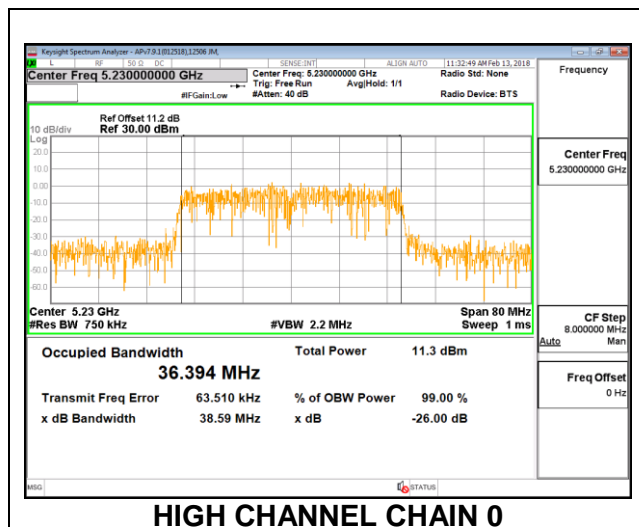 Keysight Spectrum Analyzer - APv7.9.1(012518),12506 JM,
L RF 50 Ω DC SENSE:INT ALIGN AUTO 11:32:49 AM Feb 13, 2018
Center Freq 5.230000000 GHz
Center Freq: 5.230000000 GHz Radio Std: None
Trig: Free Run Avg|Hold: 1/1
#IFGain:Low #Atten: 40 dB Radio Device: BTS
Frequency
Ref Offset 11.2 dB
10 dB/div Ref 30.00 dBm
Log
20.0
10.0
0.00
-10.0
-20.0
-30.0
-40.0
-50.0
-60.0
Center 5.23 GHz Span 80 MHz
#Res BW 750 kHz #VBW 2.2 MHz Sweep 1 ms
Occupied Bandwidth Total Power 11.3 dBm
36.394 MHz
Transmit Freq Error 63.510 kHz % of OBW Power 99.00 %
x dB Bandwidth 38.59 MHz x dB -26.00 dB
Center Freq
5.230000000 GHz
CF Step
8.000000 MHz
Auto Man
Freq Offset
0 Hz
MSG STATUS
HIGH CHANNEL CHAIN 0